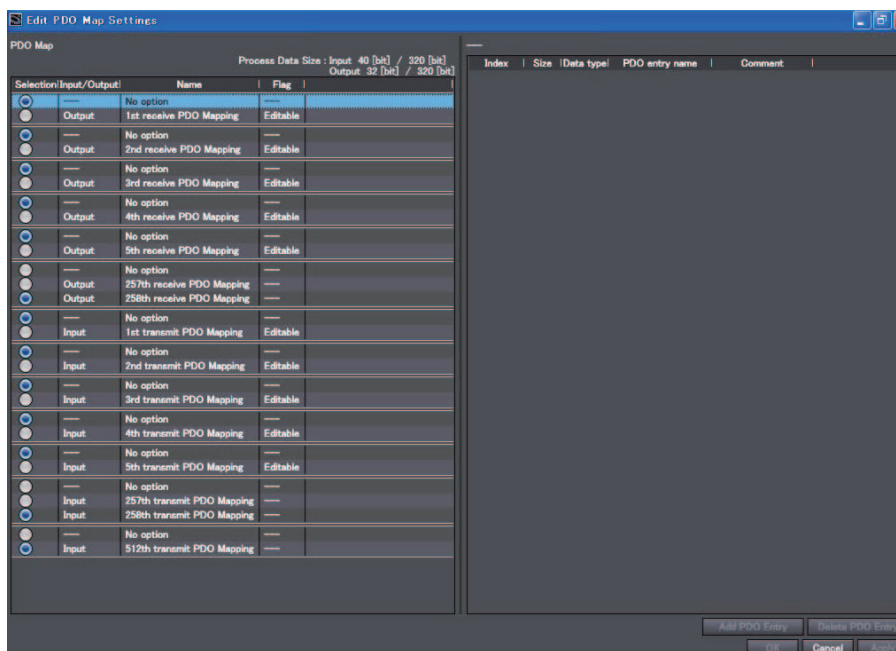 Edit PDO Map Settings
PDO Map
Process Data Size : Input 40 [bit] / 320 [bit]
Output 32 [bit] / 320 [bit]
Selection Input/Output Name Flag
---- No option ----
Output 1st receive PDO Mapping Editable
---- No option ----
Output 2nd receive PDO Mapping Editable
---- No option ----
Output 3rd receive PDO Mapping Editable
---- No option ----
Output 4th receive PDO Mapping Editable
---- No option ----
Output 5th receive PDO Mapping Editable
---- No option ----
Output 257th receive PDO Mapping ----
Output 258th receive PDO Mapping ----
---- No option ----
Input 1st transmit PDO Mapping Editable
---- No option ----
Input 2nd transmit PDO Mapping Editable
---- No option ----
Input 3rd transmit PDO Mapping Editable
---- No option ----
Input 4th transmit PDO Mapping Editable
---- No option ----
Input 5th transmit PDO Mapping Editable
---- No option ----
Input 257th transmit PDO Mapping ----
Input 258th transmit PDO Mapping ----
---- No option ----
Input 512th transmit PDO Mapping ----
----
Index Size Data type PDO entry name Comment
Add PDO Entry Delete PDO Entry
OK Cancel